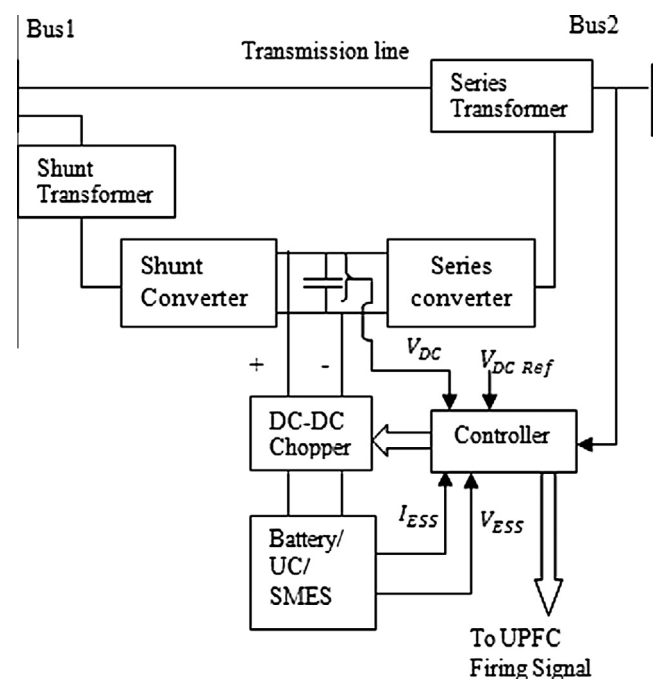 Bus1
Bus2
Transmission line
Series
Transformer
Shunt
Transformer
Shunt
Converter
Series
converter
V_DC
V_DC Ref
+
-
DC-DC
Chopper
Controller
I_ESS
V_ESS
Battery/
UC/
SMES
To UPFC
Firing Signal